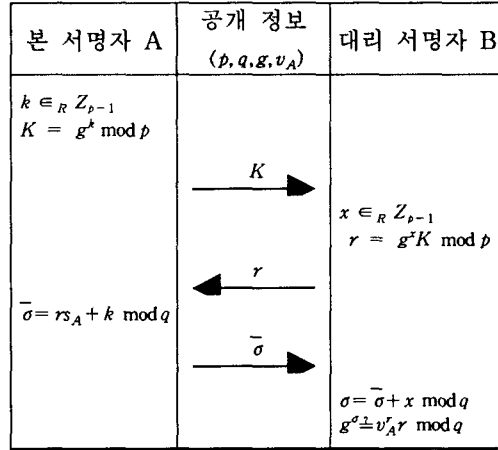 본 서명자 A
공개 정보
(p, q, g, v_A)
대리 서명자 B
k ∈_R Z_{p-1}
K = g^k mod p
K
x ∈_R Z_{p-1}
r = g^x K mod p
r
σ̄ = rs_A + k mod q
σ̄
σ = σ̄ + x mod q
g^σ ≟ v_A^r r mod q